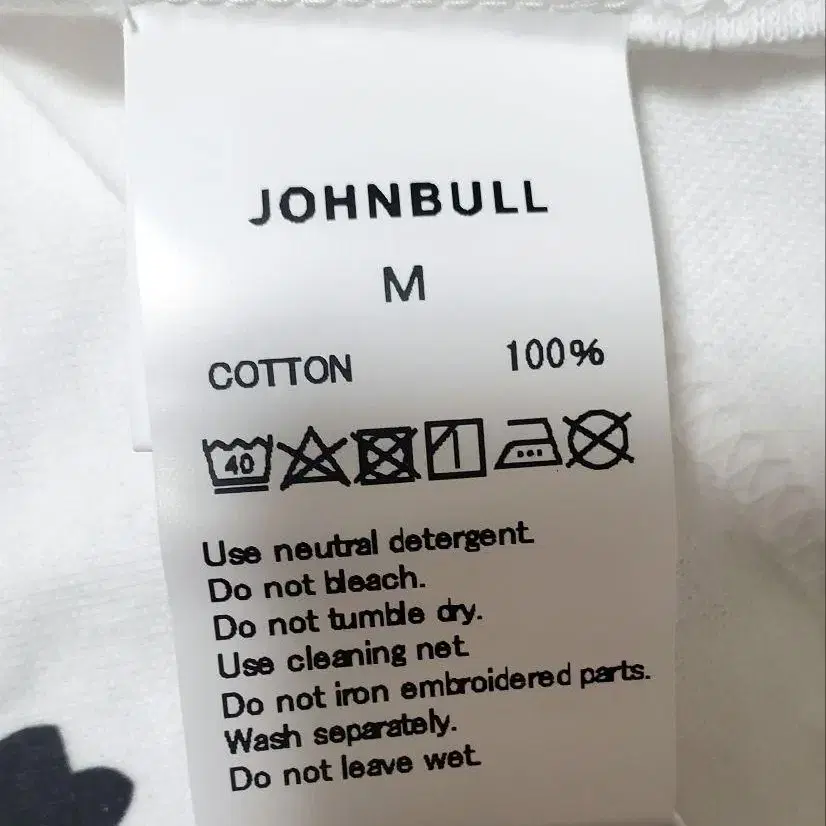 JOHNBULL
M
COTTON 100%
40
Use neutral detergent.
Do not bleach.
Do not tumble dry.
Use cleaning net.
Do not iron embroidered parts.
Wash separately.
Do not leave wet.